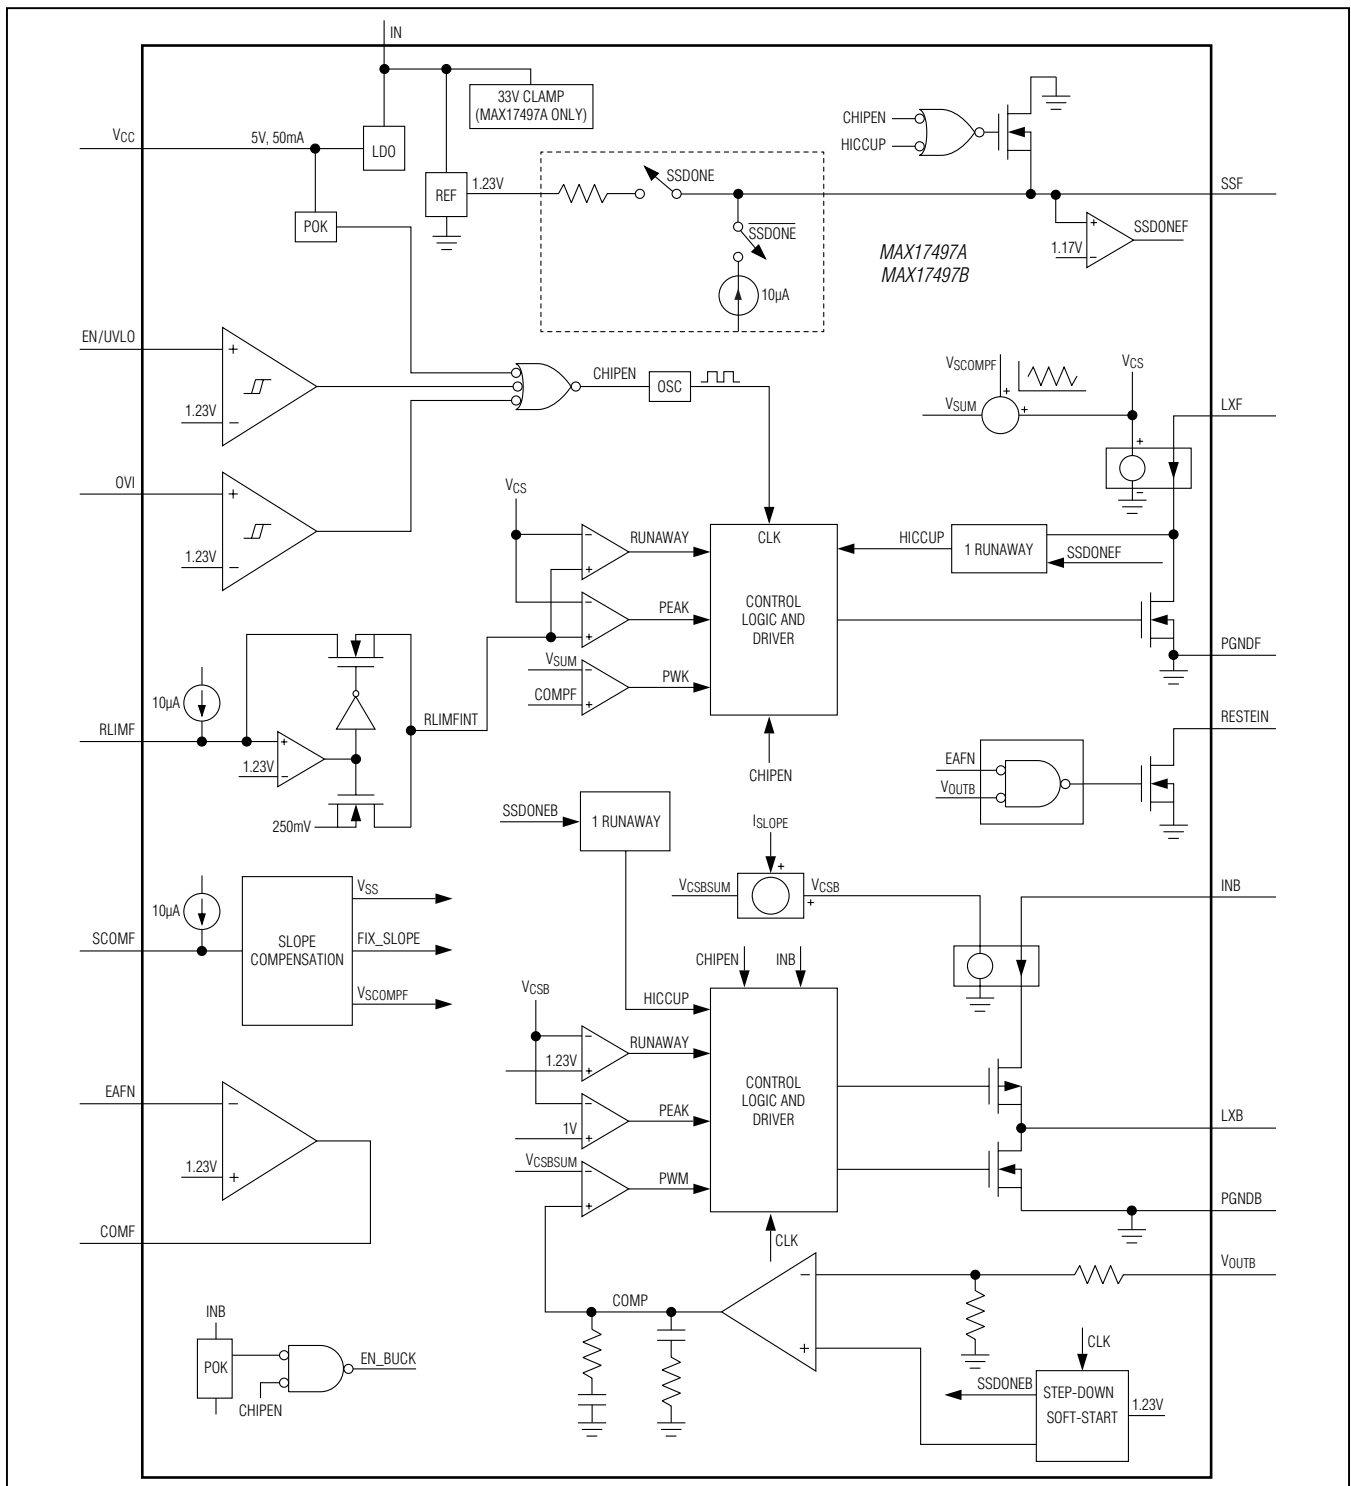 IN
33V CLAMP
(MAX17497A ONLY)
VCC
5V, 50mA
LDO
CHIPEN
HICCUP
REF
1.23V
SSDONE
SSF
POK
SSDONE
1.17V
+
−
SSDONEF
MAX17497A
MAX17497B
10µA
EN/UVLO
+
1.23V
−
CHIPEN
OSC
VSCOMPF
VCS
VSUM
+
+
LXF
OVI
+
1.23V
−
+
−
VCS
−
+
RUNAWAY
CLK
HICCUP
1 RUNAWAY
SSDONEF
−
+
PEAK
CONTROL
LOGIC AND
DRIVER
PGNDF
VSUM
−
COMPF
+
PWK
10µA
RLIMF
+
1.23V
−
RLIMFINT
RESTEIN
EAFN
VOUTB
CHIPEN
250mV
SSDONEB
1 RUNAWAY
ISLOPE
+
VCSBSUM
VCSB
+
INB
10µA
SCOMF
SLOPE
COMPENSATION
VSS
FIX_SLOPE
VSCOMPF
CHIPEN
INB
VCSB
HICCUP
−
1.23V
+
RUNAWAY
CONTROL
LOGIC AND
DRIVER
EAFN
−
1.23V
+
−
1V
+
PEAK
LXB
VCSBSUM
−
+
PWM
PGNDB
COMF
CLK
VOUTB
−
+
COMP
INB
POK
EN_BUCK
CHIPEN
CLK
SSDONEB
STEP-DOWN
SOFT-START
1.23V